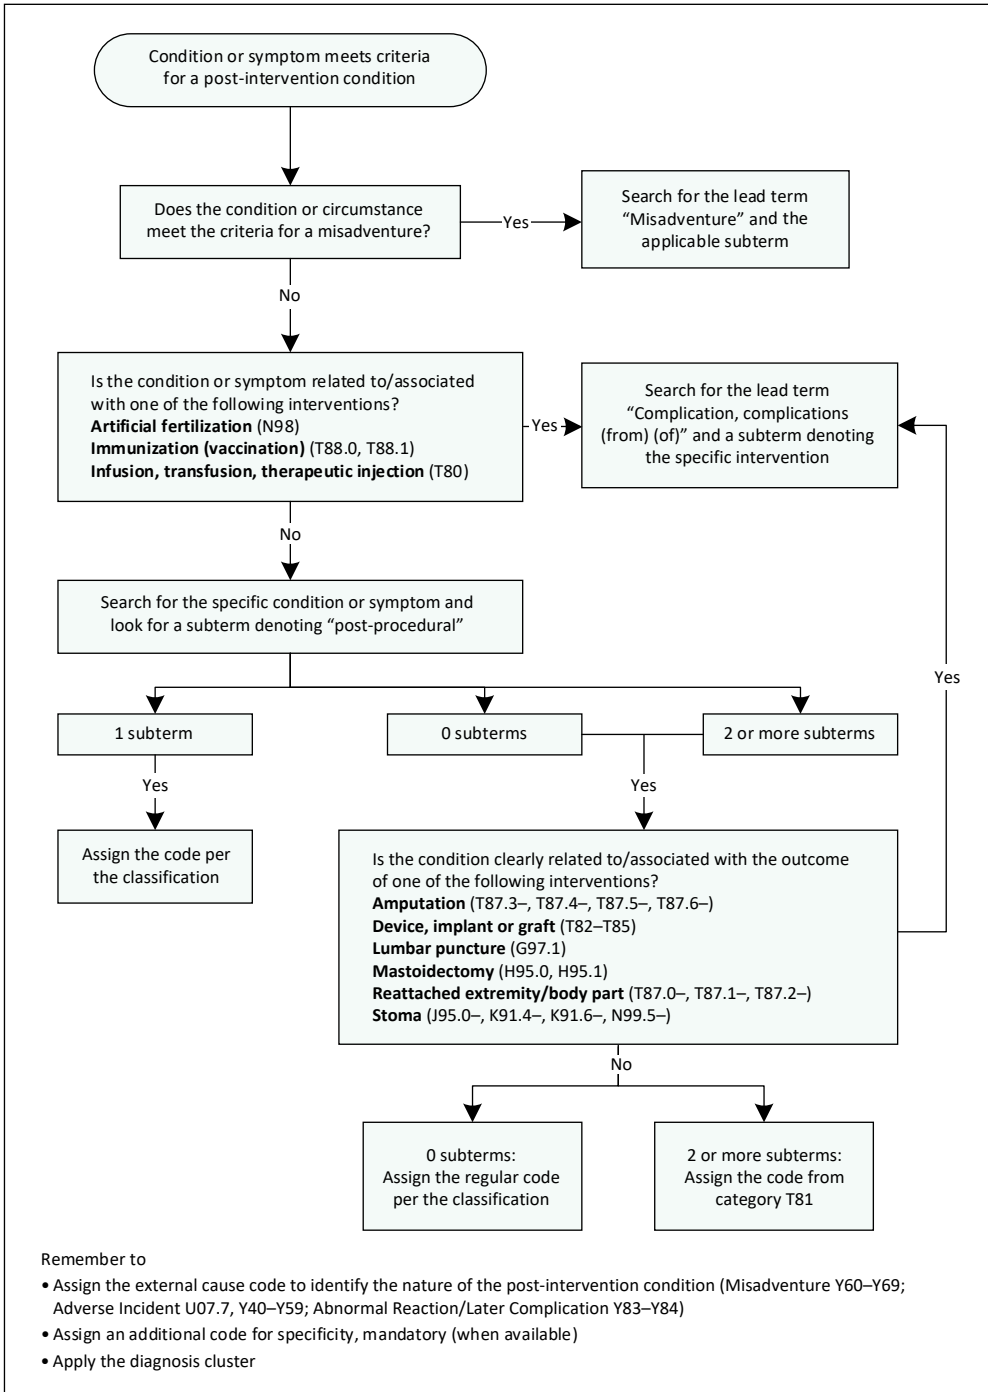 Condition or symptom meets criteria
for a post-intervention condition
Does the condition or circumstance
meet the criteria for a misadventure?
Yes
Search for the lead term
“Misadventure” and the
applicable subterm
No
Is the condition or symptom related to/associated
with one of the following interventions?
Artificial fertilization (N98)
Immunization (vaccination) (T88.0, T88.1)
Infusion, transfusion, therapeutic injection (T80)
Yes
Search for the lead term
“Complication, complications
(from) (of)” and a subterm denoting
the specific intervention
No
Search for the specific condition or symptom and
look for a subterm denoting “post-procedural”
Yes
1 subterm
0 subterms
2 or more subterms
Yes
Yes
Assign the code per
the classification
Is the condition clearly related to/associated with the outcome
of one of the following interventions?
Amputation (T87.3–, T87.4–, T87.5–, T87.6–)
Device, implant or graft (T82–T85)
Lumbar puncture (G97.1)
Mastoidectomy (H95.0, H95.1)
Reattached extremity/body part (T87.0–, T87.1–, T87.2–)
Stoma (J95.0–, K91.4–, K91.6–, N99.5–)
No
0 subterms:
Assign the regular code
per the classification
2 or more subterms:
Assign the code from
category T81
Remember to
• Assign the external cause code to identify the nature of the post-intervention condition (Misadventure Y60–Y69;
Adverse Incident U07.7, Y40–Y59; Abnormal Reaction/Later Complication Y83–Y84)
• Assign an additional code for specificity, mandatory (when available)
• Apply the diagnosis cluster